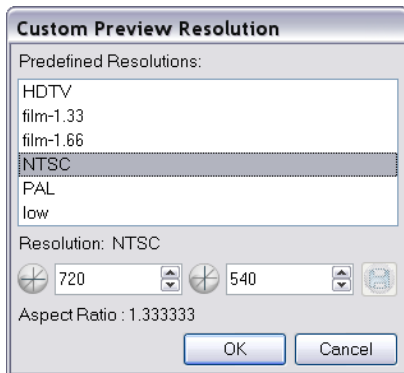 Custom Preview Resolution
Predefined Resolutions:
HDTV
film-1.33
film-1.66
NTSC
PAL
low
Resolution: NTSC
720 540
Aspect Ratio : 1.333333
OK Cancel